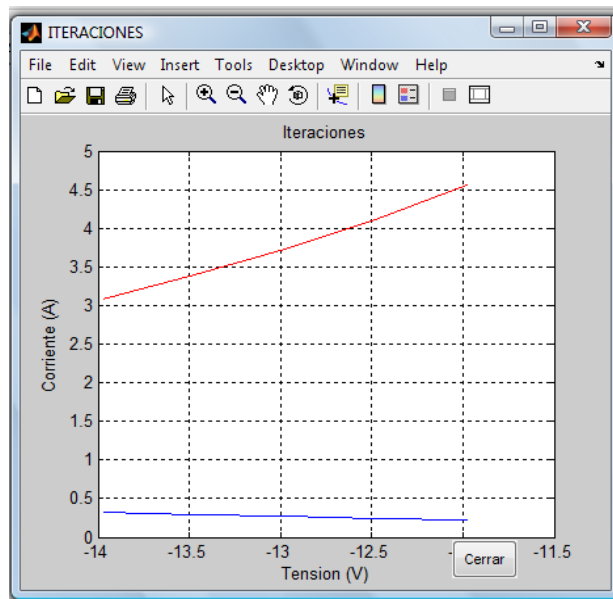 ITERACIONES
File Edit View Insert Tools Desktop Window Help
Iteraciones
5
4.5
4
3.5
3
2.5
2
1.5
1
0.5
0
Corriente (A)
-14 -13.5 -13 -12.5 - -11.5
Cerrar
Tension (V)